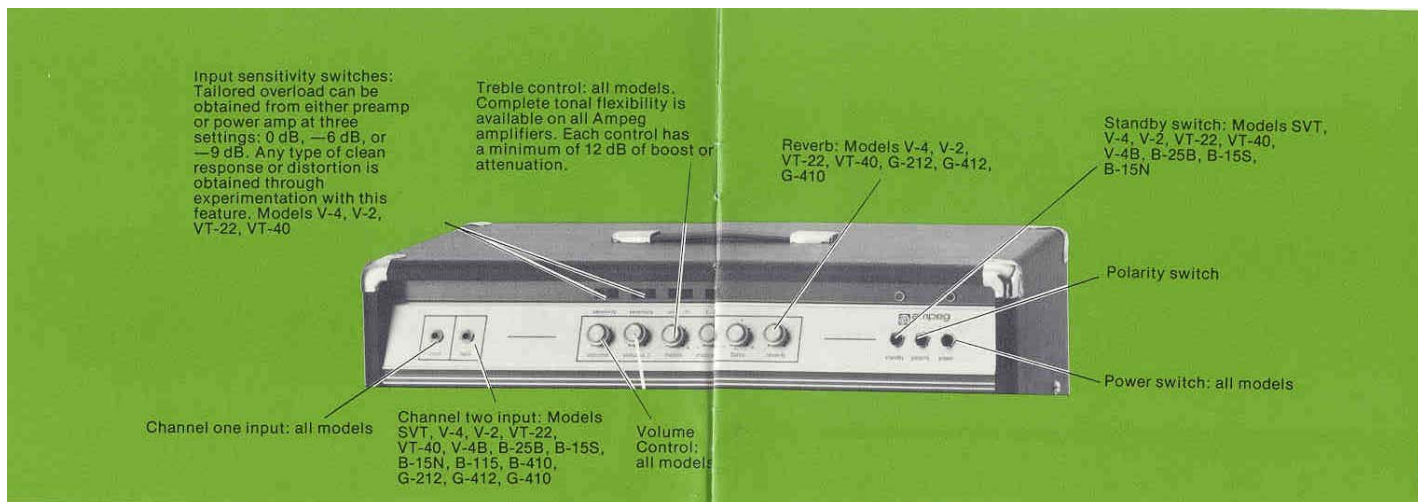 Input sensitivity switches:
Tailored overload can be
obtained from either preamp
or power amp at three
settings: 0 dB, —6 dB, or
—9 dB. Any type of clean
response or distortion is
obtained through
experimentation with this
feature. Models V-4, V-2,
VT-22, VT-40
Treble control: all models.
Complete tonal flexibility is
available on all Ampeg
amplifiers. Each control has
a minimum of 12 dB of boost or
attenuation.
Reverb: Models V-4, V-2,
VT-22, VT-40, G-212, G-412,
G-410
Standby switch: Models SVT,
V-4, V-2, VT-22, VT-40,
V-4B, B-25B, B-15S,
B-15N
Polarity switch
ampeg
Power switch: all models
Channel one input: all models
Channel two input: Models
SVT, V-4, V-2, VT-22,
VT-40, V-4B, B-25B, B-15S,
B-15N, B-115, B-410,
G-212, G-412, G-410
Volume
Control:
all models